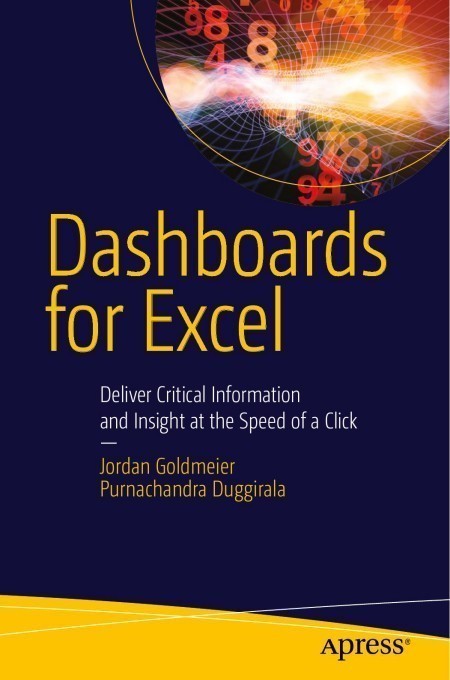 Dashboards
for Excel
Deliver Critical Information
and Insight at the Speed of a Click
—
Jordan Goldmeier
Purnachandra Duggirala
Apress®